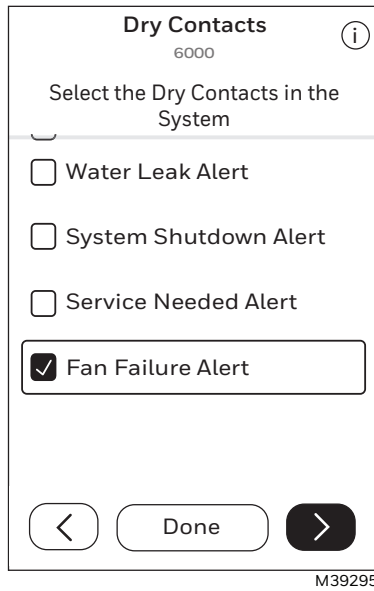 Dry Contacts
6000
Select the Dry Contacts in the
System
Water Leak Alert
System Shutdown Alert
Service Needed Alert
Fan Failure Alert
Done
M39295